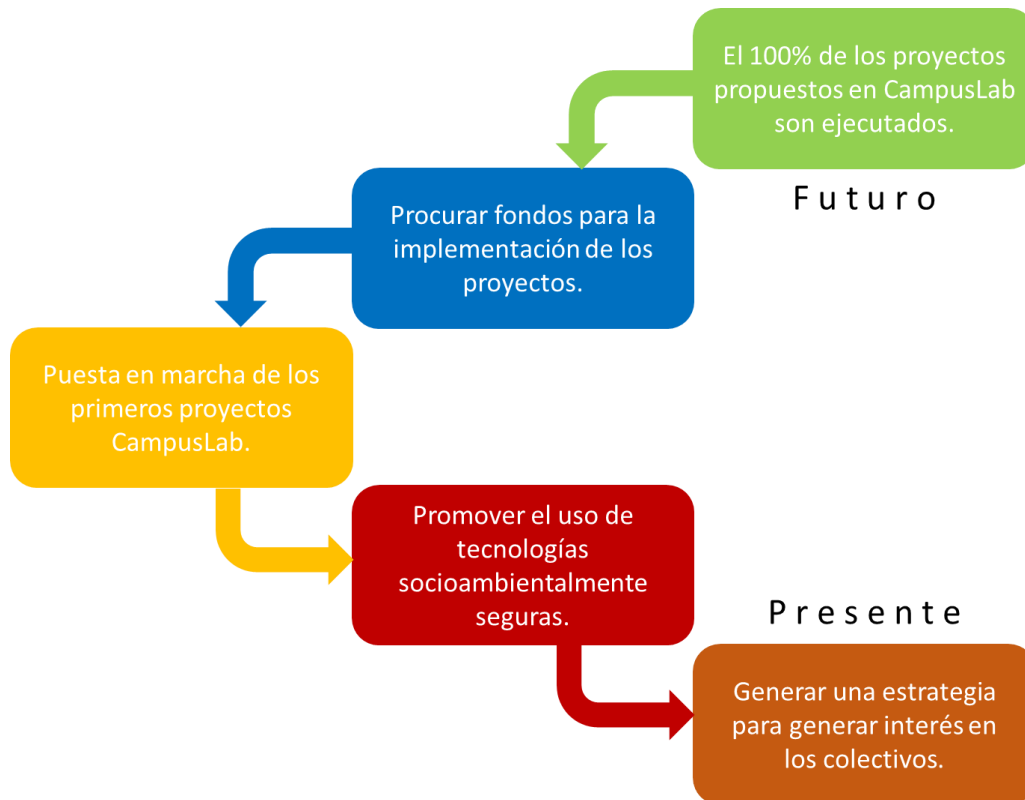 El 100% de los proyectos
propuestos en CampusLab
son ejecutados.
Futuro
Procurar fondos para la
implementación de los
proyectos.
Puesta en marcha de los
primeros proyectos
CampusLab.
Promover el uso de
tecnologías
socioambientalmente
seguras.
Presente
Generar una estrategia
para generar interés en
los colectivos.